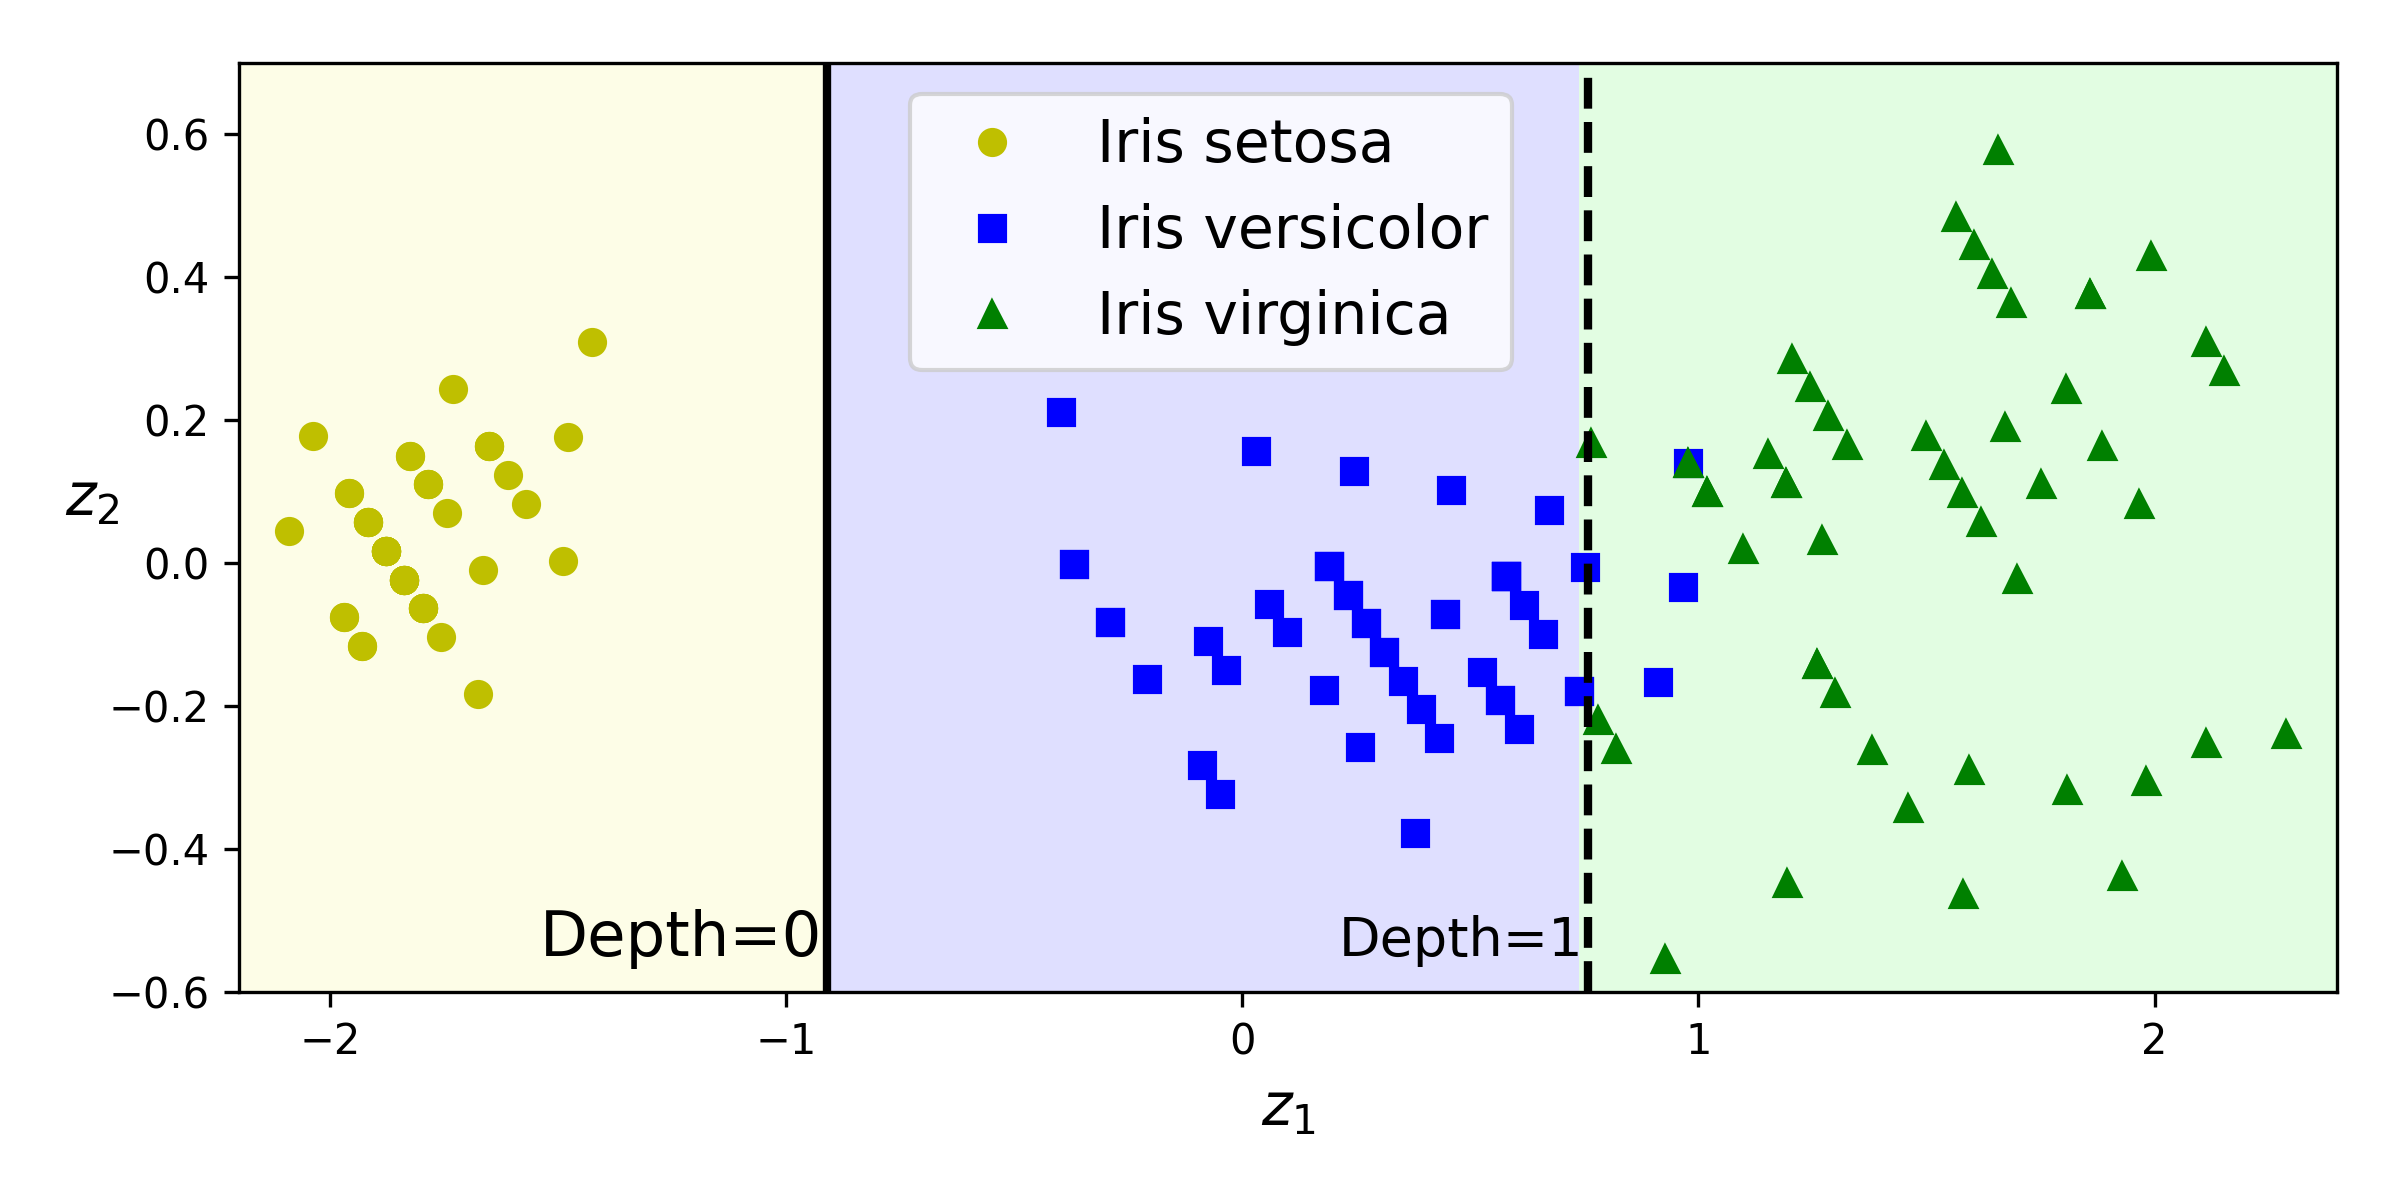 Iris setosa
Iris versicolor
Iris virginica
0.6
0.4
0.2
0.0
−0.2
−0.4
−0.6
z₂
Depth=0
Depth=1
−2
−1
0
1
2
z₁